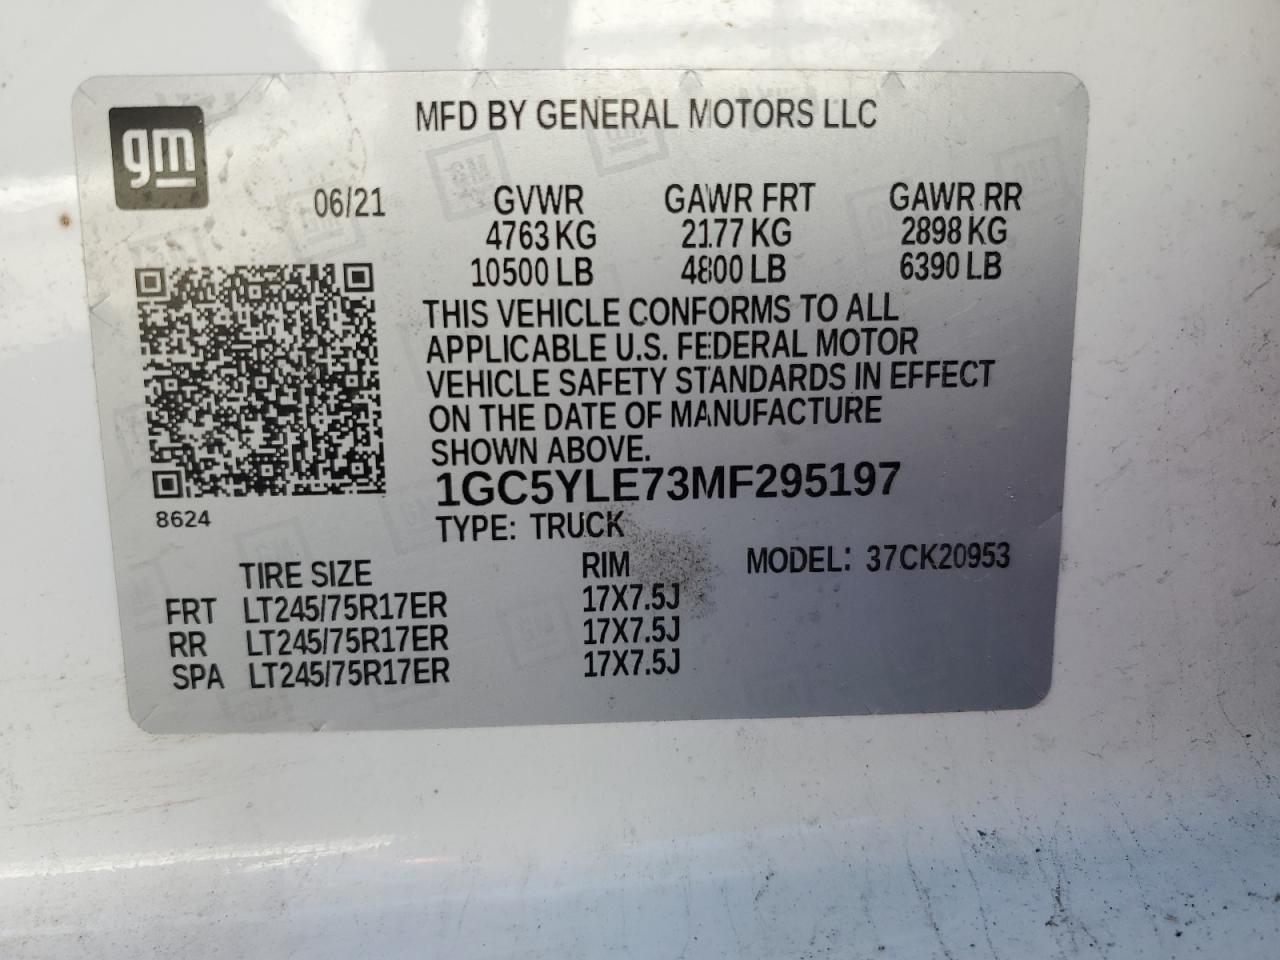 MFD BY GENERAL MOTORS LLC
gm
06/21
GVWR GAWR FRT GAWR RR
4763 KG 2177 KG 2898 KG
10500 LB 4800 LB 6390 LB
THIS VEHICLE CONFORMS TO ALL
APPLICABLE U.S. FEDERAL MOTOR
VEHICLE SAFETY STANDARDS IN EFFECT
ON THE DATE OF MANUFACTURE
SHOWN ABOVE.
1GC5YLE73MF295197
8624
TYPE: TRUCK
TIRE SIZE RIM MODEL: 37CK20953
FRT LT245/75R17ER 17X7.5J
RR LT245/75R17ER 17X7.5J
SPA LT245/75R17ER 17X7.5J